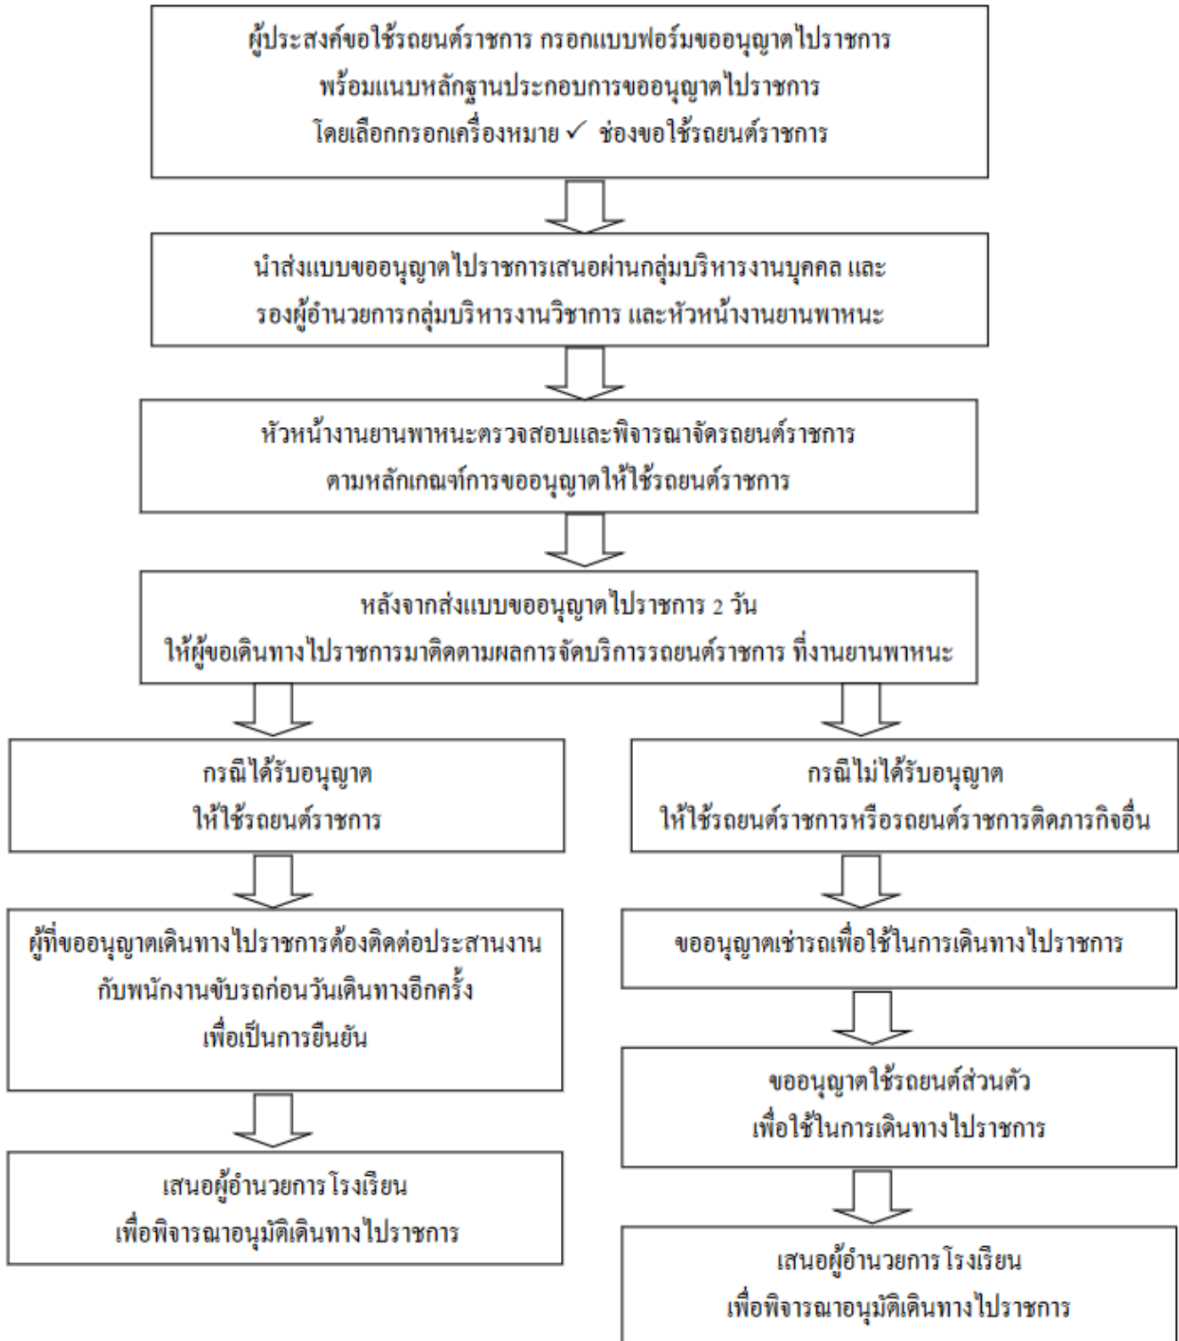 ผู้ประสงค์ขอใช้รถยนต์ราชการ กรอกแบบฟอร์มขออนุญาตไปราชการ
พร้อมแนบหลักฐานประกอบการขออนุญาตไปราชการ
โดยเลือกกรอกเครื่องหมาย ✓ ช่องขอใช้รถยนต์ราชการ
นำส่งแบบขออนุญาตไปราชการเสนอผ่านกลุ่มบริหารงานบุคคล และ
รองผู้อำนวยการกลุ่มบริหารงานวิชาการ และหัวหน้างานยานพาหนะ
หัวหน้างานยานพาหนะตรวจสอบและพิจารณาจัดรถยนต์ราชการ
ตามหลักเกณฑ์การขออนุญาตให้ใช้รถยนต์ราชการ
หลังจากส่งแบบขออนุญาตไปราชการ 2 วัน
ให้ผู้ขอเดินทางไปราชการมาติดตามผลการจัดบริการรถยนต์ราชการ ที่งานยานพาหนะ
กรณีได้รับอนุญาต
ให้ใช้รถยนต์ราชการ
ผู้ที่ขออนุญาตเดินทางไปราชการต้องติดต่อประสานงาน
กับพนักงานขับรถก่อนวันเดินทางอีกครั้ง
เพื่อเป็นการยืนยัน
เสนอผู้อำนวยการโรงเรียน
เพื่อพิจารณาอนุมัติเดินทางไปราชการ
กรณีไม่ได้รับอนุญาต
ให้ใช้รถยนต์ราชการหรือรถยนต์ราชการติดภารกิจอื่น
ขออนุญาตเช่ารถเพื่อใช้ในการเดินทางไปราชการ
ขออนุญาตใช้รถยนต์ส่วนตัว
เพื่อใช้ในการเดินทางไปราชการ
เสนอผู้อำนวยการโรงเรียน
เพื่อพิจารณาอนุมัติเดินทางไปราชการ